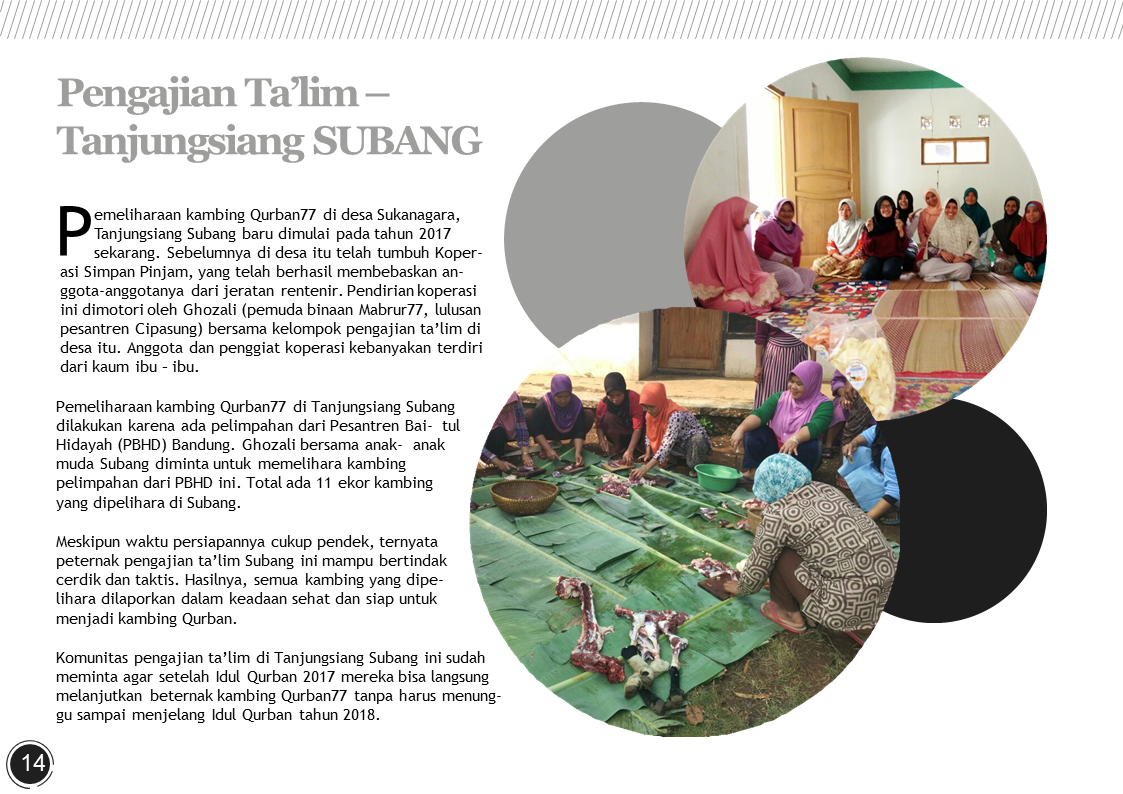 Pengajian Ta’lim –
Tanjungsiang SUBANG
Pemeliharaan kambing Qurban77 di desa Sukanagara,
Tanjungsiang Subang baru dimulai pada tahun 2017
sekarang. Sebelumnya di desa itu telah tumbuh Koper-
asi Simpan Pinjam, yang telah berhasil membebaskan an-
ggota-anggotanya dari jeratan rentenir. Pendirian koperasi
ini dimotori oleh Ghozali (pemuda binaan Mabrur77, lulusan
pesantren Cipasung) bersama kelompok pengajian ta’lim di
desa itu. Anggota dan penggiat koperasi kebanyakan terdiri
dari kaum ibu – ibu.
Pemeliharaan kambing Qurban77 di Tanjungsiang Subang
dilakukan karena ada pelimpahan dari Pesantren Bai- tul
Hidayah (PBHD) Bandung. Ghozali bersama anak- anak
muda Subang diminta untuk memelihara kambing
pelimpahan dari PBHD ini. Total ada 11 ekor kambing
yang dipelihara di Subang.
Meskipun waktu persiapannya cukup pendek, ternyata
peternak pengajian ta’lim Subang ini mampu bertindak
cerdik dan taktis. Hasilnya, semua kambing yang dipe-
lihara dilaporkan dalam keadaan sehat dan siap untuk
menjadi kambing Qurban.
Komunitas pengajian ta’lim di Tanjungsiang Subang ini sudah
meminta agar setelah Idul Qurban 2017 mereka bisa langsung
melanjutkan beternak kambing Qurban77 tanpa harus menung-
gu sampai menjelang Idul Qurban tahun 2018.
14